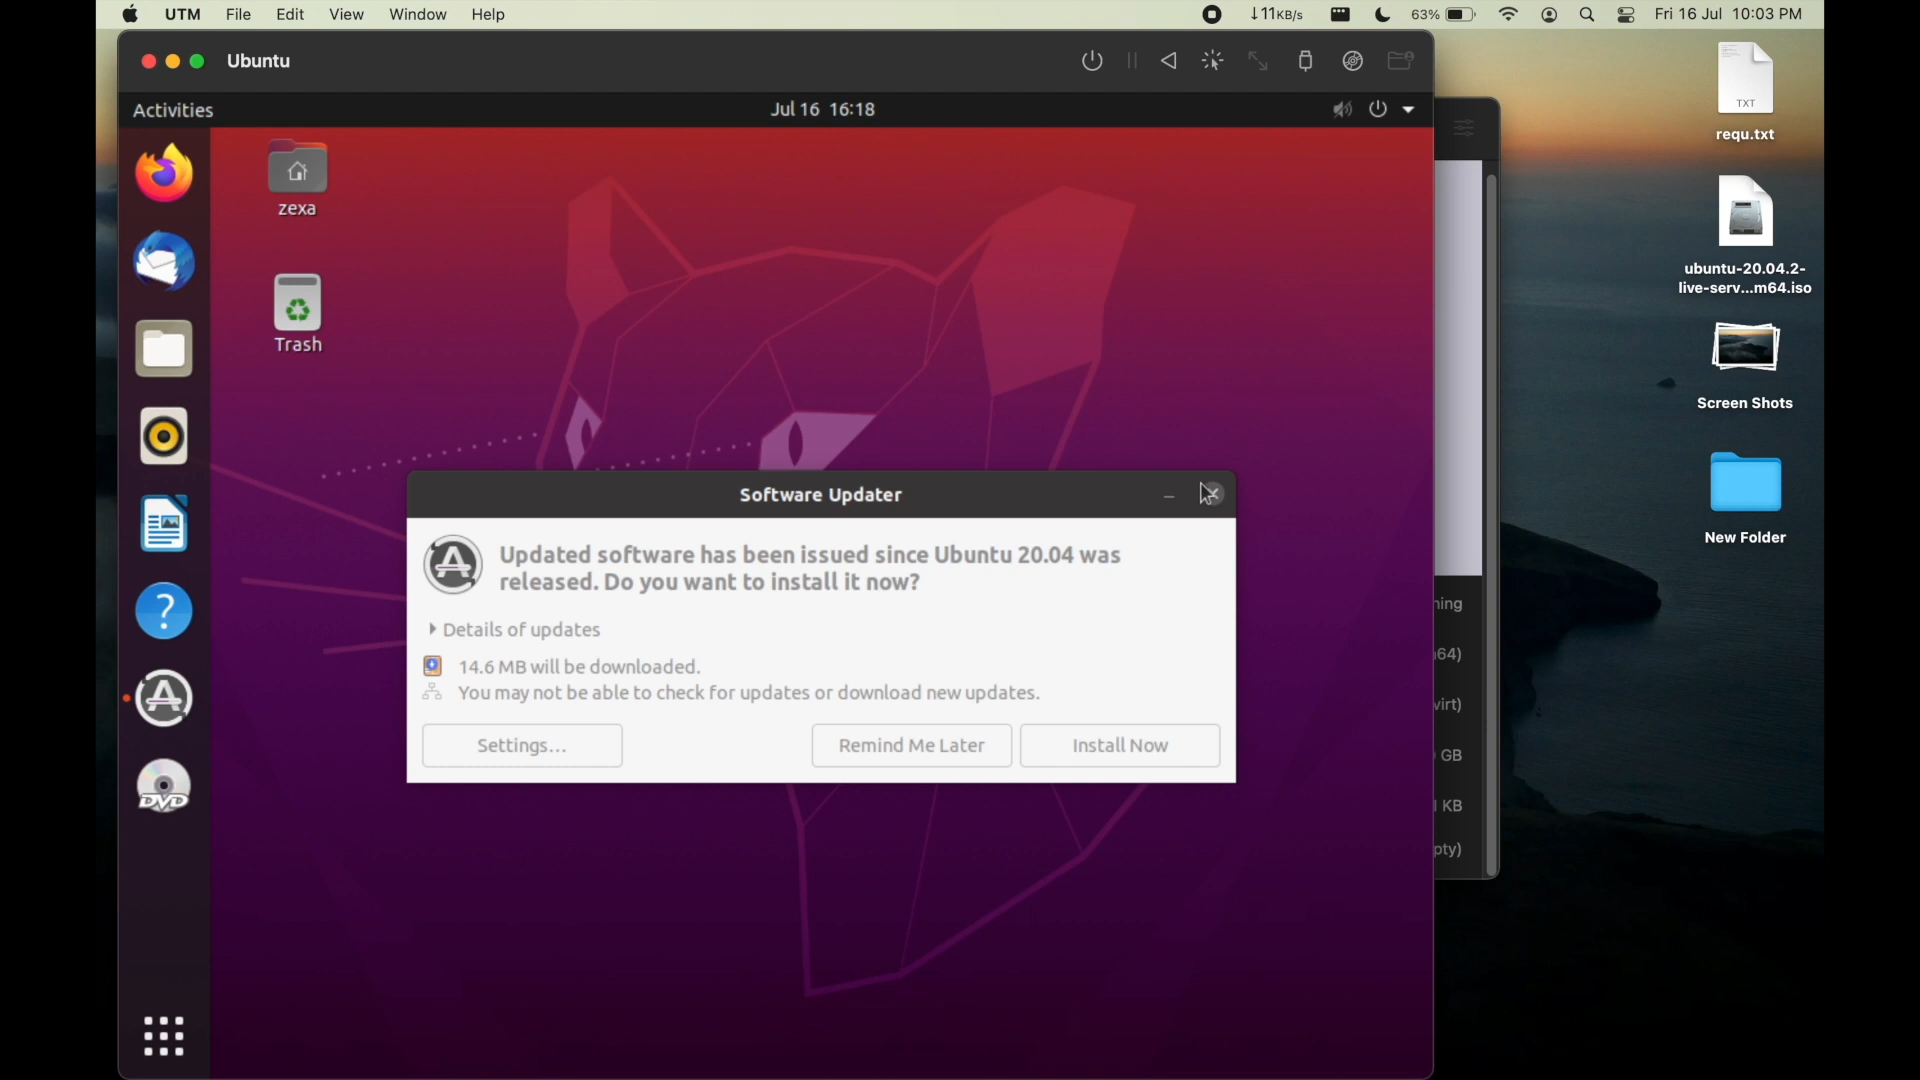 UTM File Edit View Window Help
↓11KB/s 63% Fri 16 Jul 10:03 PM
Ubuntu
Activities
Jul 16 16:18
zexa
Trash
DVD
Software Updater
Updated software has been issued since Ubuntu 20.04 was
released. Do you want to install it now?
Details of updates
14.6 MB will be downloaded.
You may not be able to check for updates or download new updates.
Settings...
Remind Me Later
Install Now
TXT
requ.txt
ubuntu-20.04.2-
live-serv...m64.iso
Screen Shots
New Folder
ning
64)
virt)
GB
KB
pty)